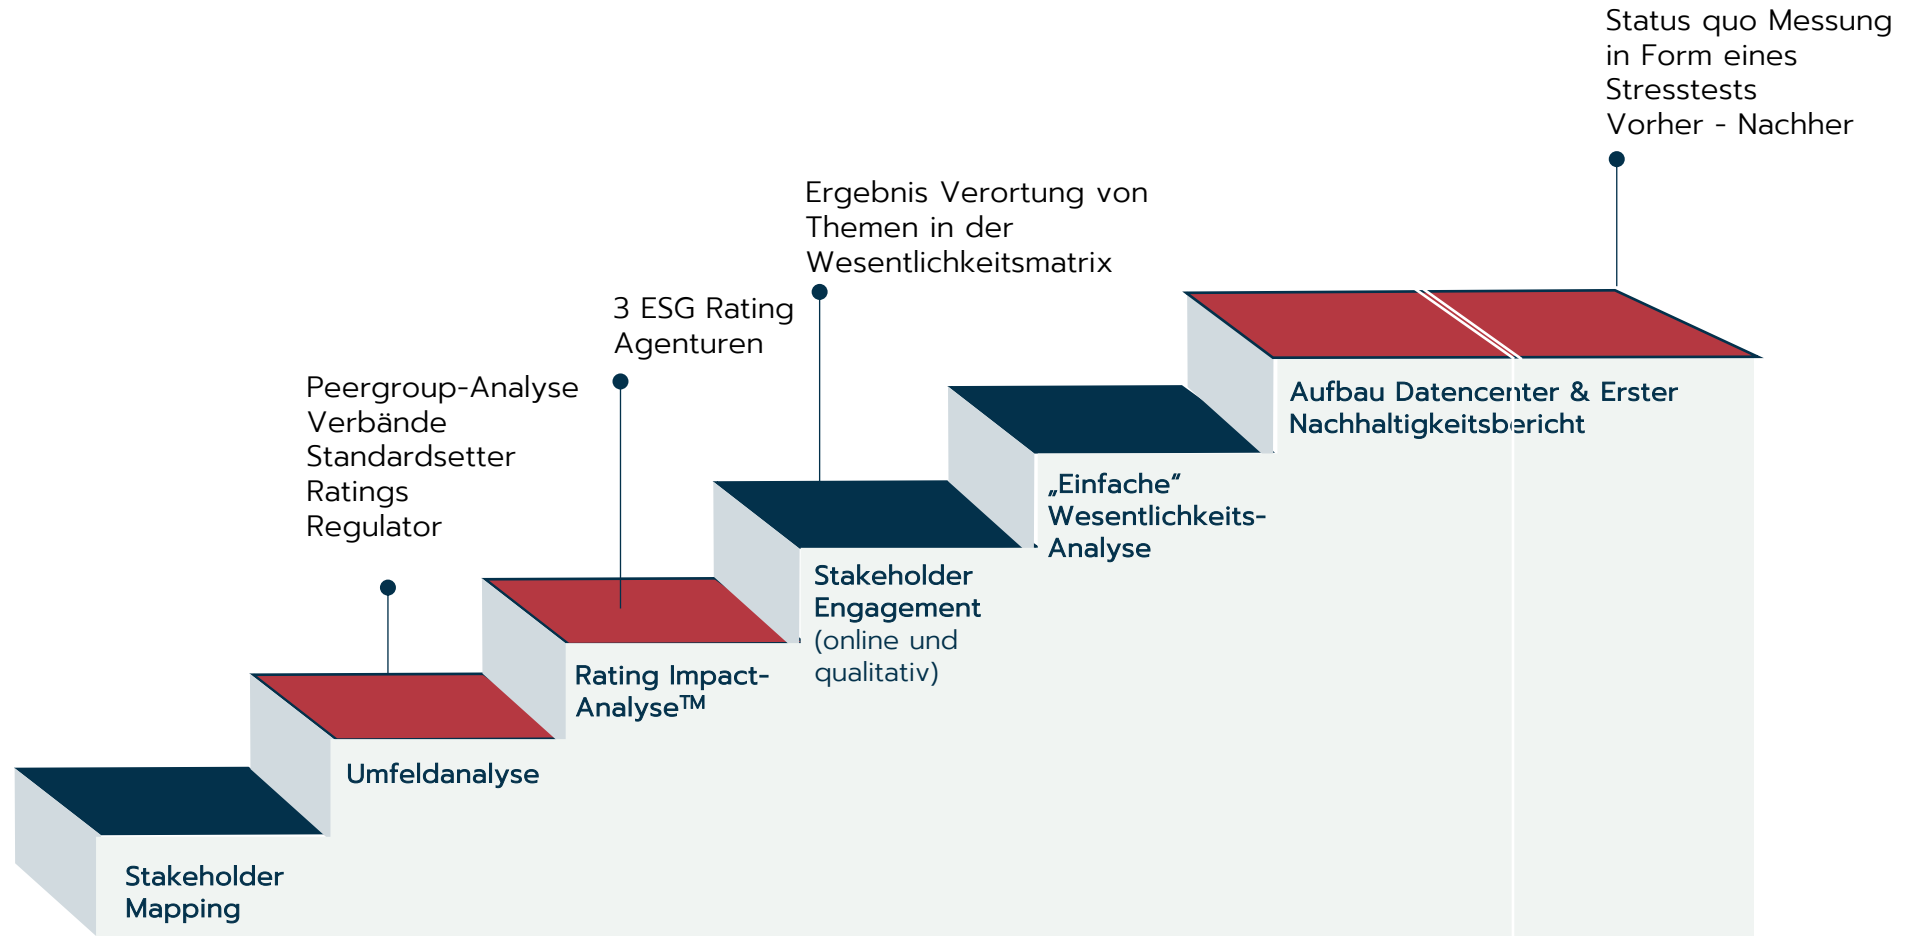 Status quo Messung
in Form eines
Stresstests
Vorher - Nachher
Ergebnis Verortung von
Themen in der
Wesentlichkeitsmatrix
3 ESG Rating
Agenturen
Peergroup-Analyse
Verbände
Standardsetter
Ratings
Regulator
Aufbau Datencenter & Erster
Nachhaltigkeitsbericht
„Einfache“
Wesentlichkeits-
Analyse
Stakeholder
Engagement
(online und
qualitativ)
Rating Impact-
Analyse™
Umfeldanalyse
Stakeholder
Mapping